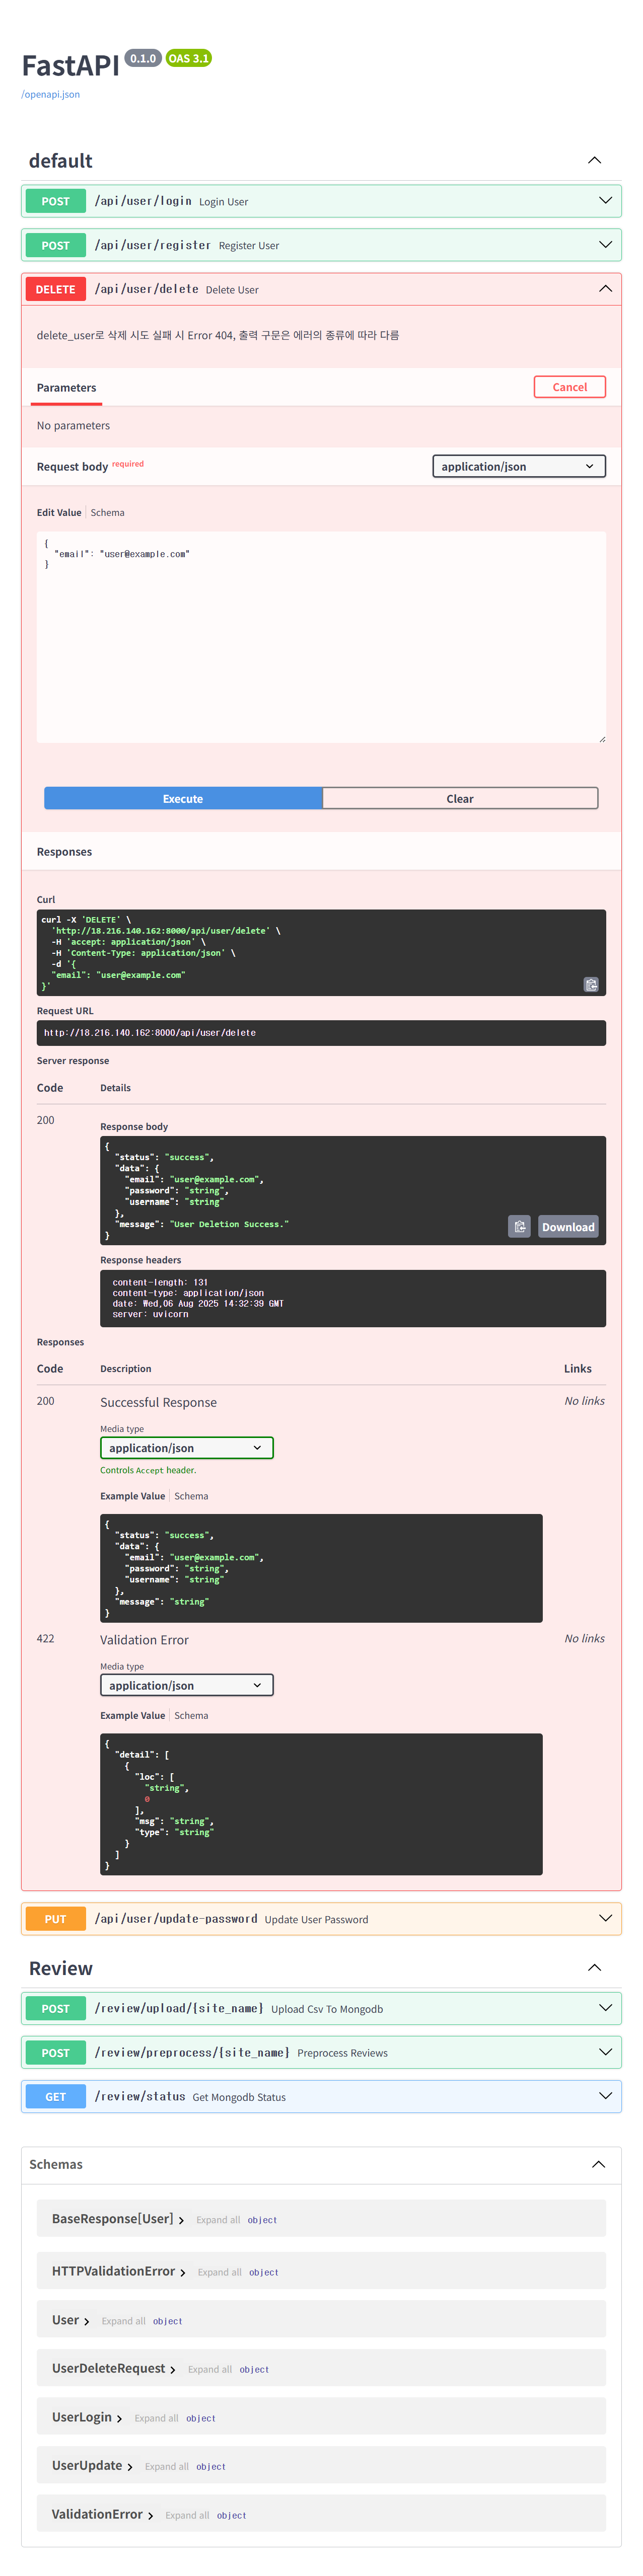 FastAPI 0.1.0 OAS 3.1
/openapi.json
default
POST /api/user/login Login User
POST /api/user/register Register User
DELETE /api/user/delete Delete User
delete_user로 삭제 시도 실패 시 Error 404, 출력 구문은 에러의 종류에 따라 다름
Parameters Cancel
No parameters
Request body required application/json
Edit Value Schema
{
"email": "user@example.com"
}
Execute Clear
Responses
Curl
curl -X 'DELETE' \
'http://18.216.140.162:8000/api/user/delete' \
-H 'accept: application/json' \
-H 'Content-Type: application/json' \
-d '{
"email": "user@example.com"
}'
Request URL
http://18.216.140.162:8000/api/user/delete
Server response
Code Details
200
Response body
{
"status": "success",
"data": {
"email": "user@example.com",
"password": "string",
"username": "string"
},
"message": "User Deletion Success."
}
Download
Response headers
content-length: 131
content-type: application/json
date: Wed,06 Aug 2025 14:32:39 GMT
server: uvicorn
Responses
Code Description Links
200 Successful Response No links
Media type
application/json
Controls Accept header.
Example Value Schema
{
"status": "success",
"data": {
"email": "user@example.com",
"password": "string",
"username": "string"
},
"message": "string"
}
422 Validation Error No links
Media type
application/json
Example Value Schema
{
"detail": [
{
"loc": [
"string",
0
],
"msg": "string",
"type": "string"
}
]
}
PUT /api/user/update-password Update User Password
Review
POST /review/upload/{site_name} Upload Csv To Mongodb
POST /review/preprocess/{site_name} Preprocess Reviews
GET /review/status Get Mongodb Status
Schemas
BaseResponse[User] Expand all object
HTTPValidationError Expand all object
User Expand all object
UserDeleteRequest Expand all object
UserLogin Expand all object
UserUpdate Expand all object
ValidationError Expand all object